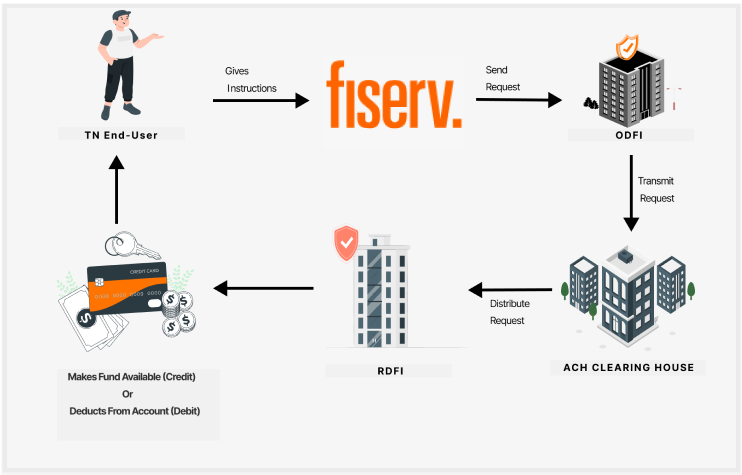 TN End-User
Gives
Instructions
fiserv.
Send
Request
ODFI
Transmit
Request
ACH CLEARING HOUSE
Distribute
Request
RDFI
CREDIT CARD
Makes Fund Available (Credit)
Or
Deducts From Account (Debit)